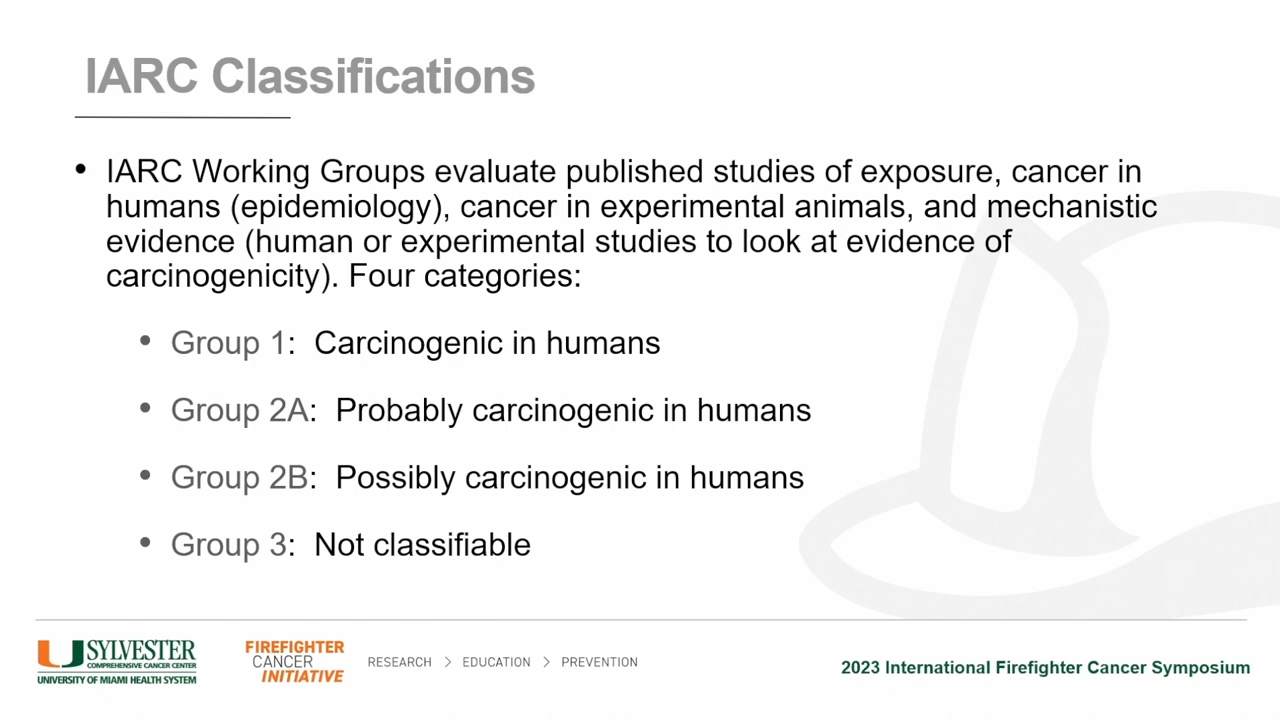 IARC Classifications
• IARC Working Groups evaluate published studies of exposure, cancer in
humans (epidemiology), cancer in experimental animals, and mechanistic
evidence (human or experimental studies to look at evidence of
carcinogenicity). Four categories:
• Group 1:  Carcinogenic in humans
• Group 2A:  Probably carcinogenic in humans
• Group 2B:  Possibly carcinogenic in humans
• Group 3:  Not classifiable
SYLVESTER
COMPREHENSIVE CANCER CENTER
UNIVERSITY OF MIAMI HEALTH SYSTEM
FIREFIGHTER
CANCER
INITIATIVE
RESEARCH > EDUCATION > PREVENTION
2023 International Firefighter Cancer Symposium